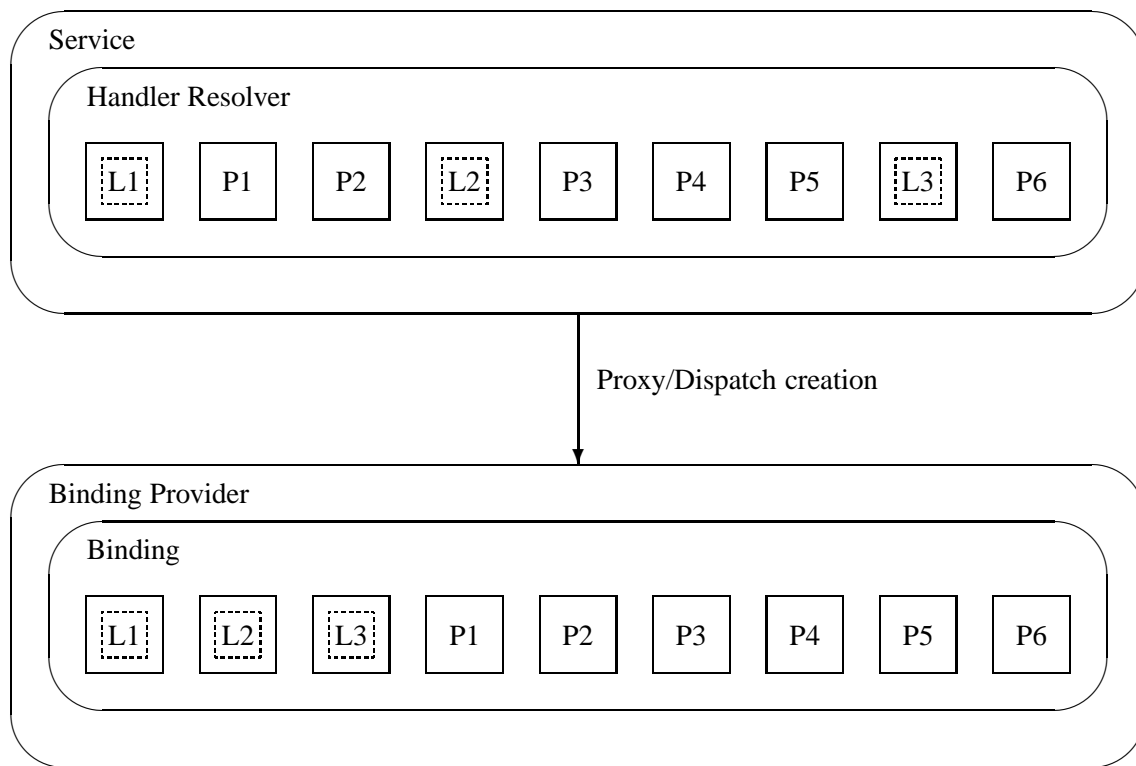 Service
Handler Resolver
L1 P1 P2 L2 P3 P4 P5 L3 P6
Proxy/Dispatch creation
Binding Provider
Binding
L1 L2 L3 P1 P2 P3 P4 P5 P6